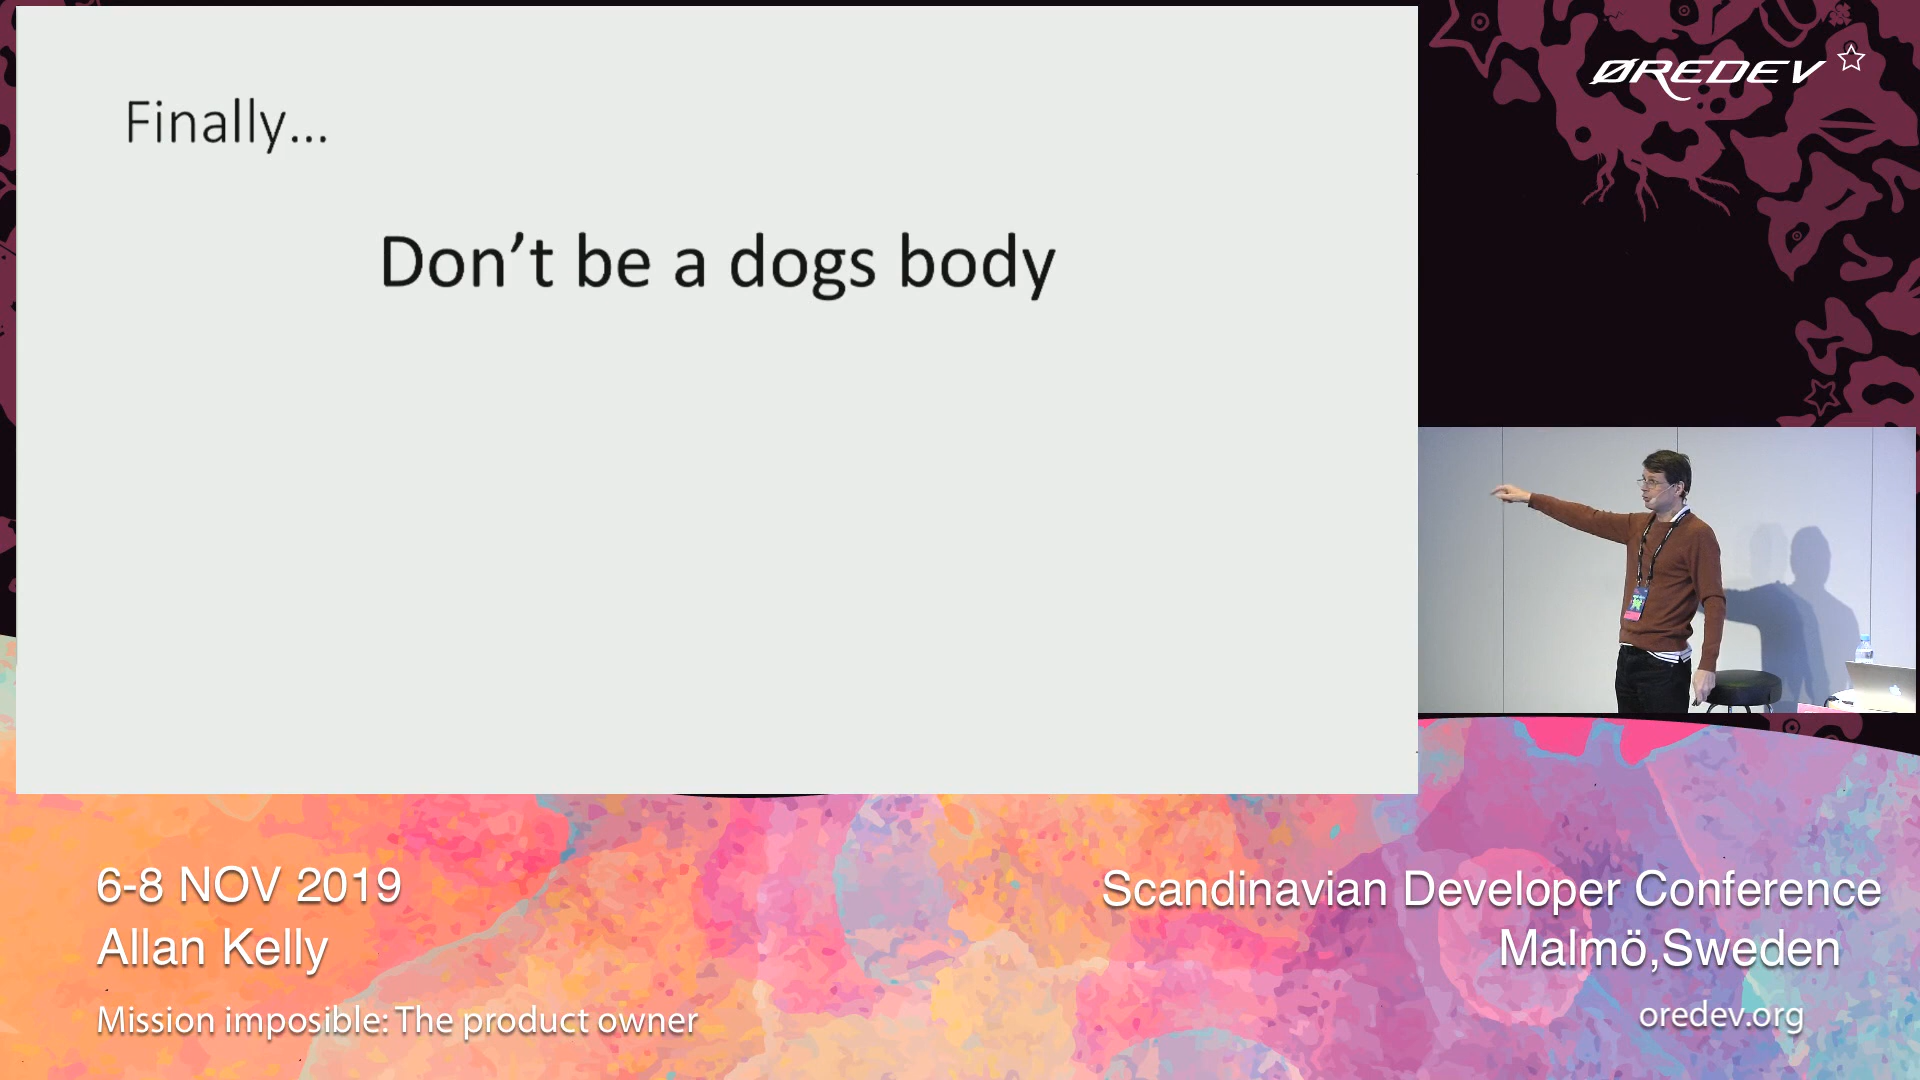 Finally...
Don't be a dogs body
ØREDEV
6-8 NOV 2019
Allan Kelly
Mission imposible: The product owner
Scandinavian Developer Conference
Malmö,Sweden
oredev.org